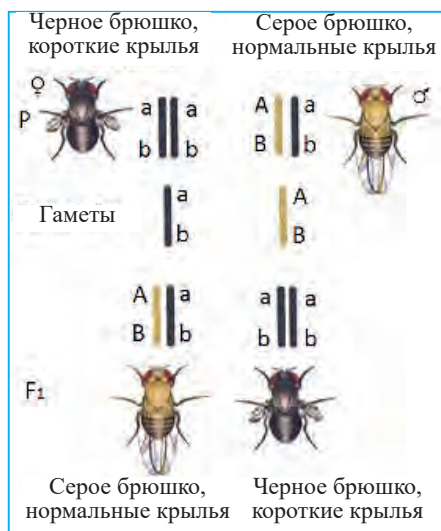 Черное брюшко, Серое брюшко,
короткие крылья нормальные крылья
♀ ♂
P a a A a
b b B b
Гаметы a A
b B
A a a a
B b b b
F1
Серое брюшко, Черное брюшко,
нормальные крылья короткие крылья